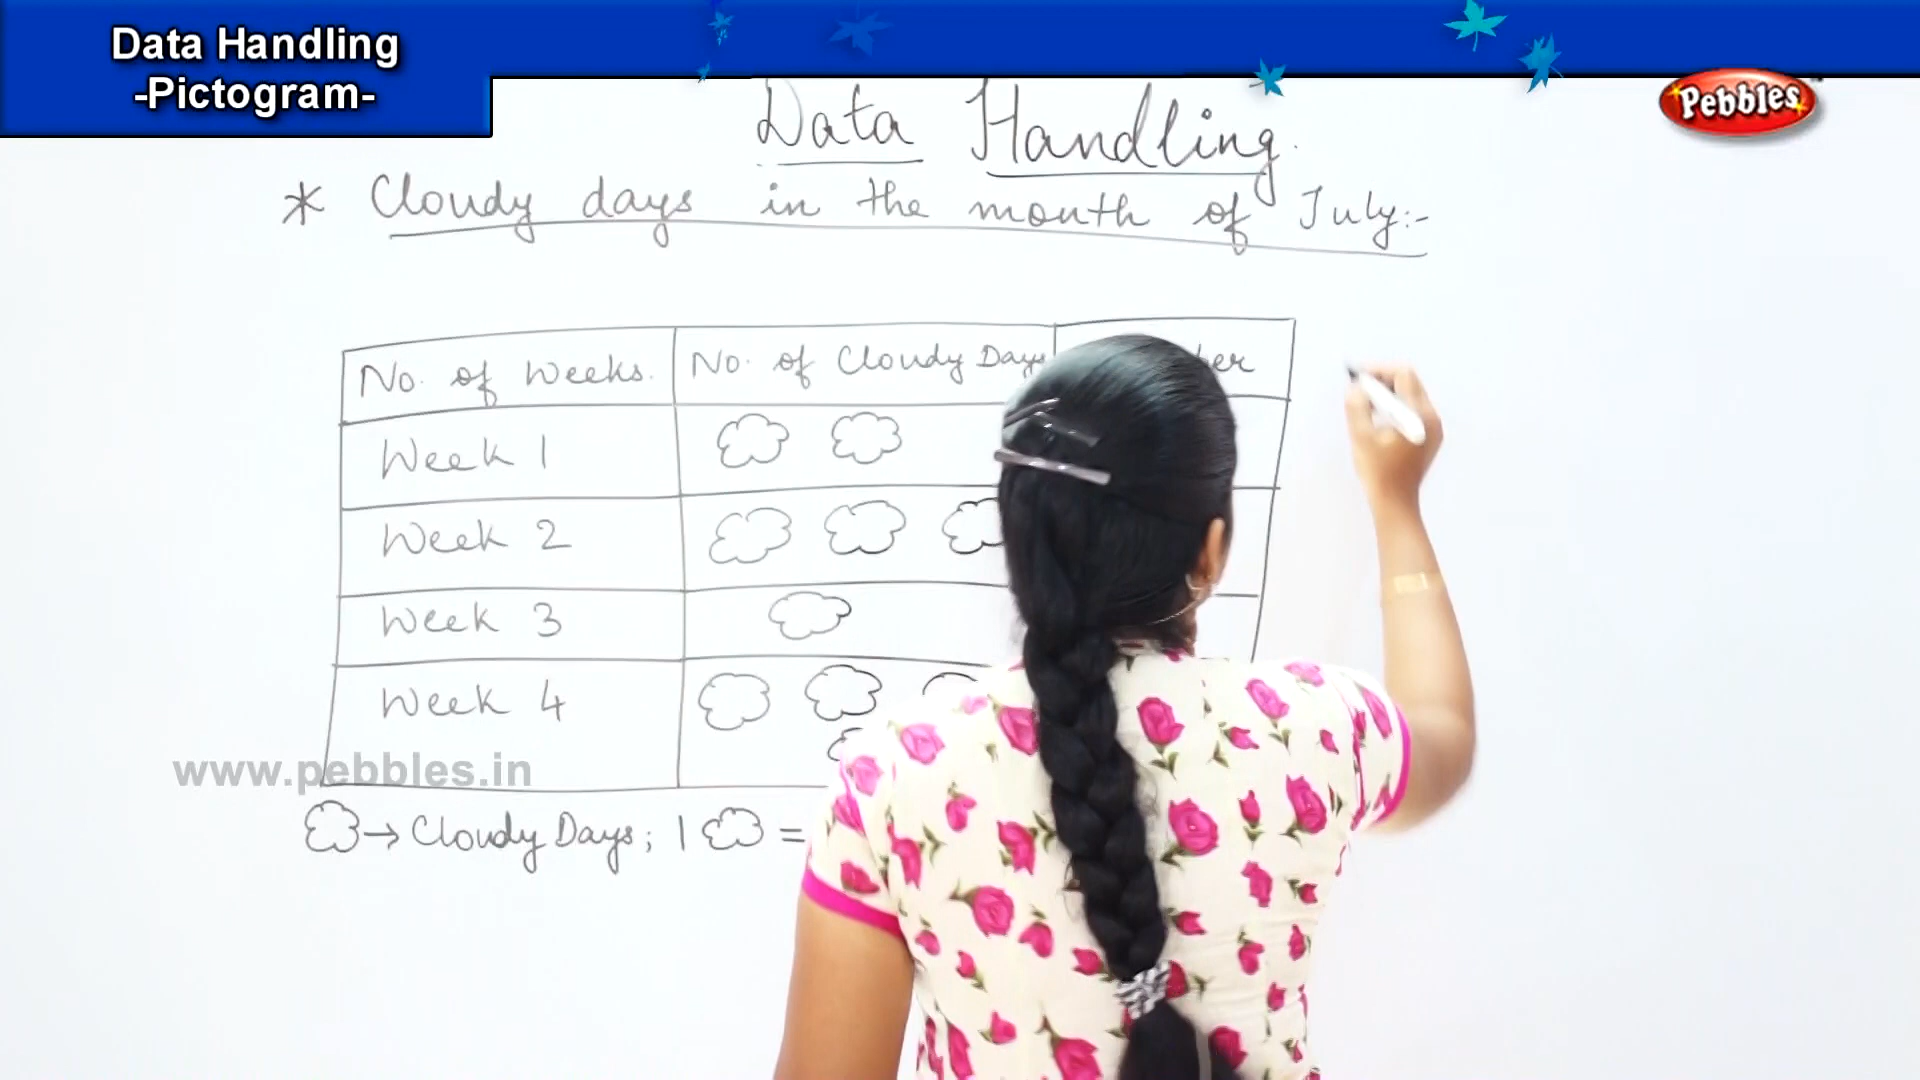 Data Handling
-Pictogram-
Pebbles
Data Handling.
* Cloudy days in the month of July:-
No. of Weeks. No. of Cloudy Days
Week 1
Week 2
Week 3
Week 4
www.pebbles.in
→ Cloudy Days; 1 =